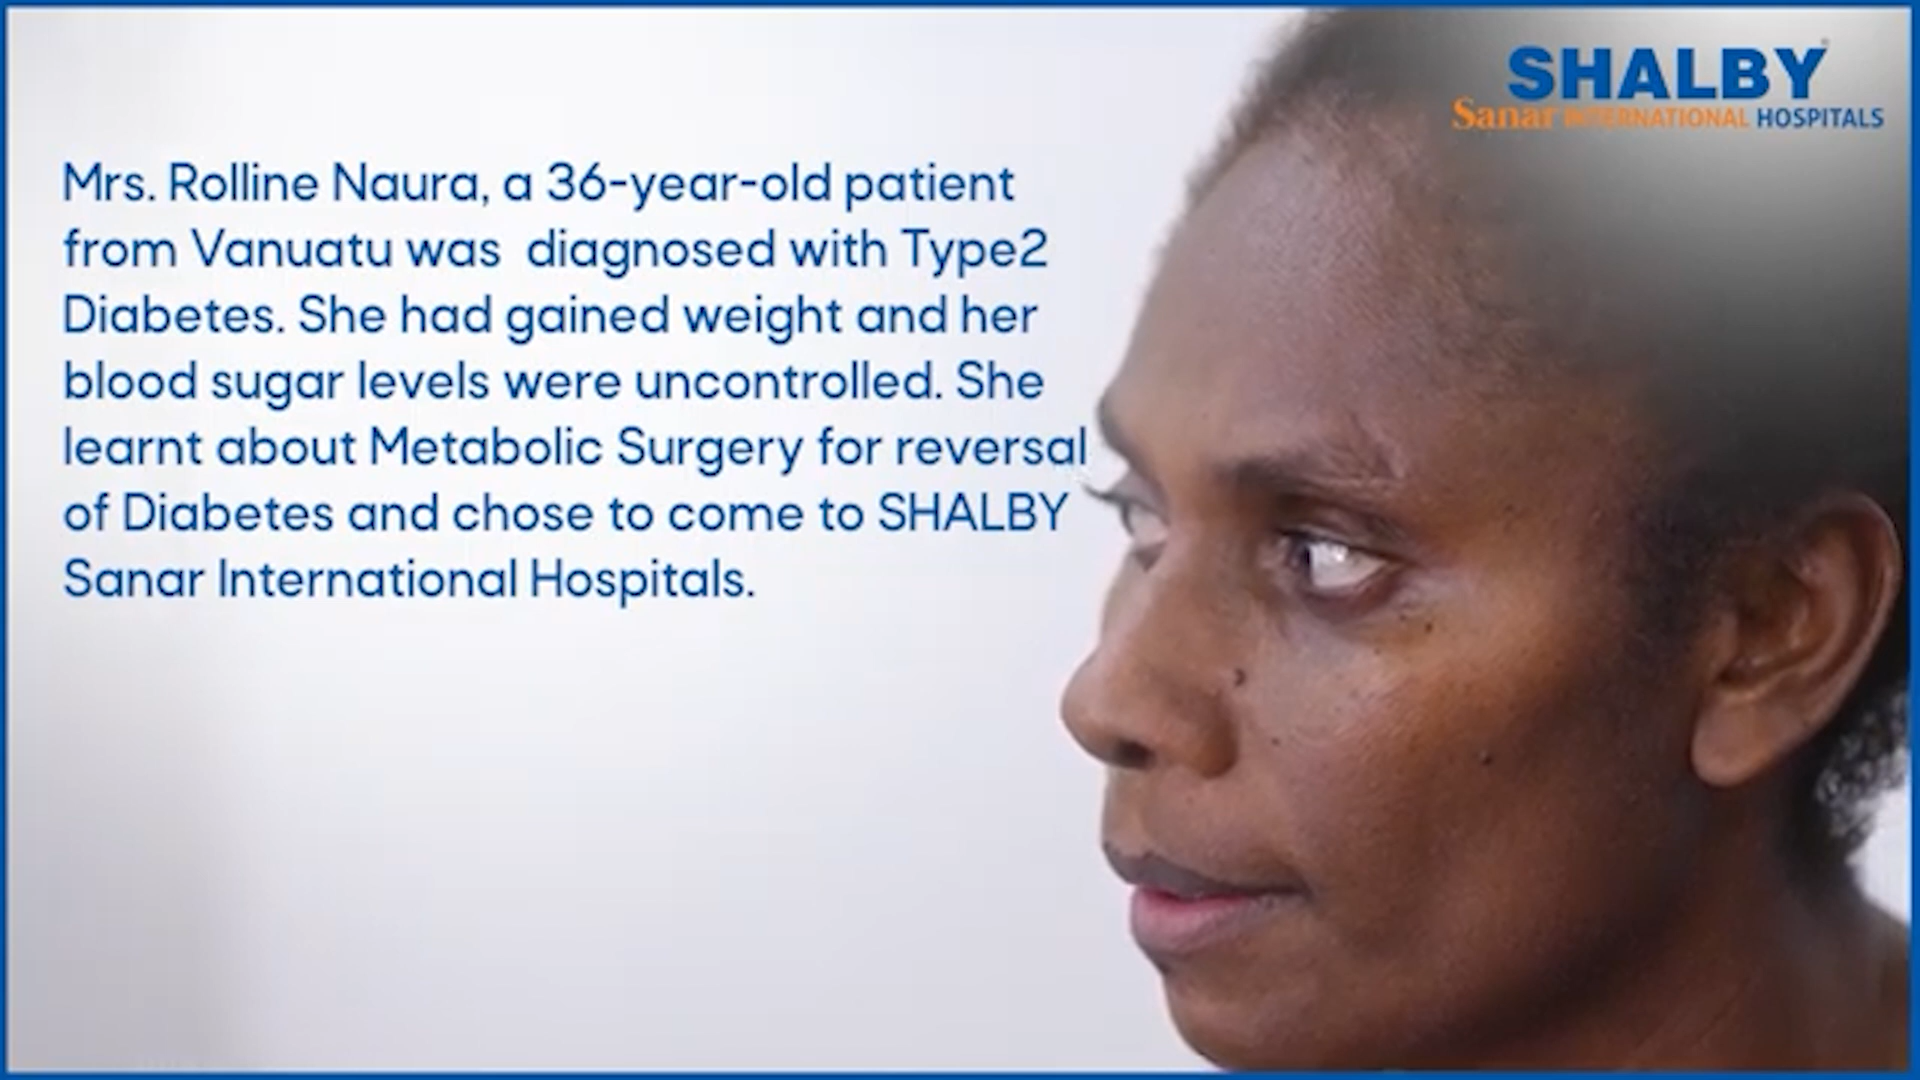 SHALBY
Sanar INTERNATIONAL HOSPITALS
Mrs. Rolline Naura, a 36-year-old patient
from Vanuatu was  diagnosed with Type2
Diabetes. She had gained weight and her
blood sugar levels were uncontrolled. She
learnt about Metabolic Surgery for reversal
of Diabetes and chose to come to SHALBY
Sanar International Hospitals.